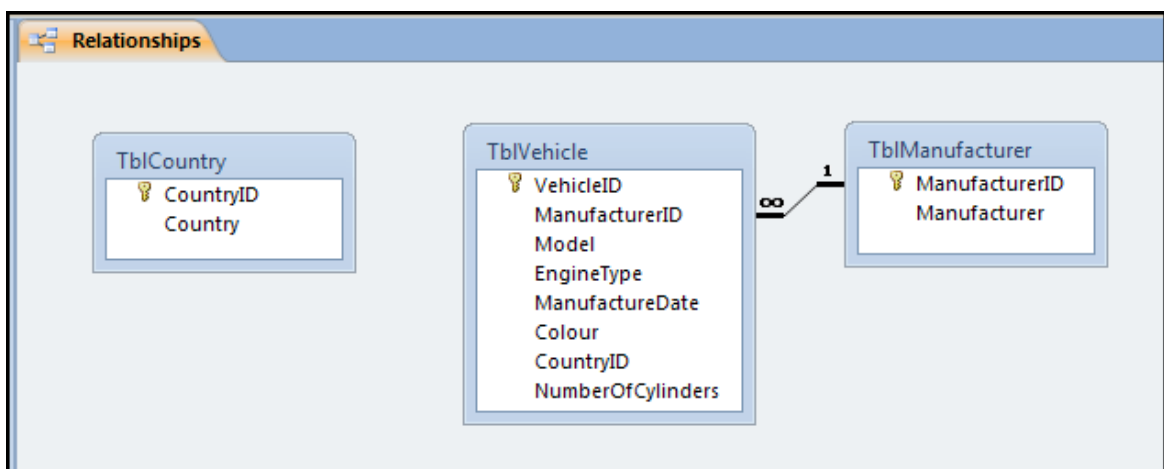 Relationships
TblCountry
CountryID
Country
TblVehicle
VehicleID
ManufacturerID
Model
EngineType
ManufactureDate
Colour
CountryID
NumberOfCylinders
∞
1
TblManufacturer
ManufacturerID
Manufacturer